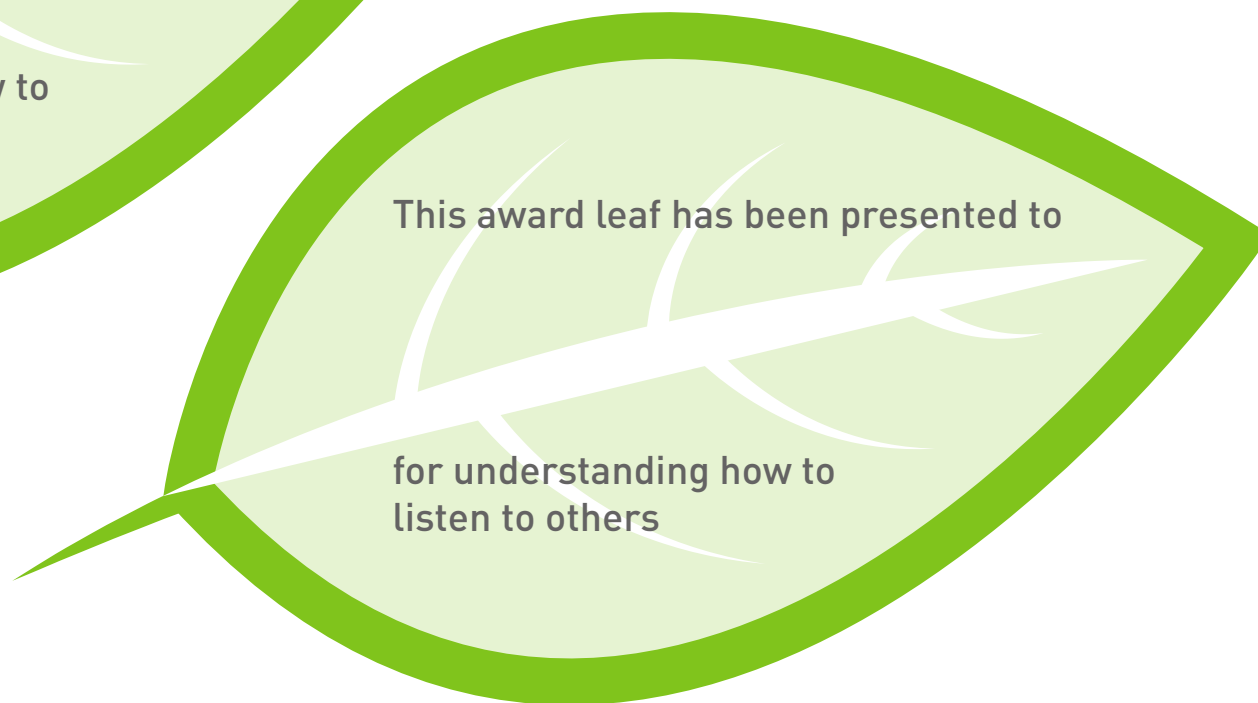 to
This award leaf has been presented to
for understanding how to
listen to others